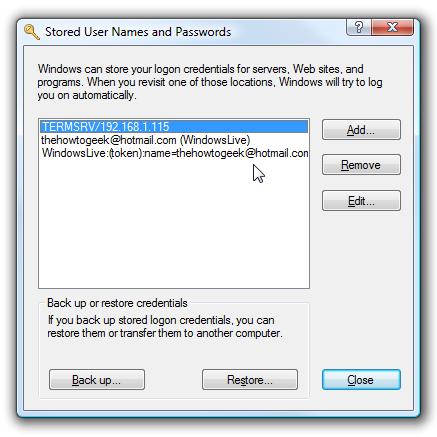 Stored User Names and Passwords
Windows can store your logon credentials for servers, Web sites, and
programs. When you revisit one of those locations, Windows will try to log
you on automatically.
TERMSRV/192.168.1.115
thehowtogeek@hotmail.com (WindowsLive)
WindowsLive:(token):name=thehowtogeek@hotmail.com
Add...
Remove
Edit...
Back up or restore credentials
If you back up stored logon credentials, you can
restore them or transfer them to another computer.
Back up...
Restore...
Close